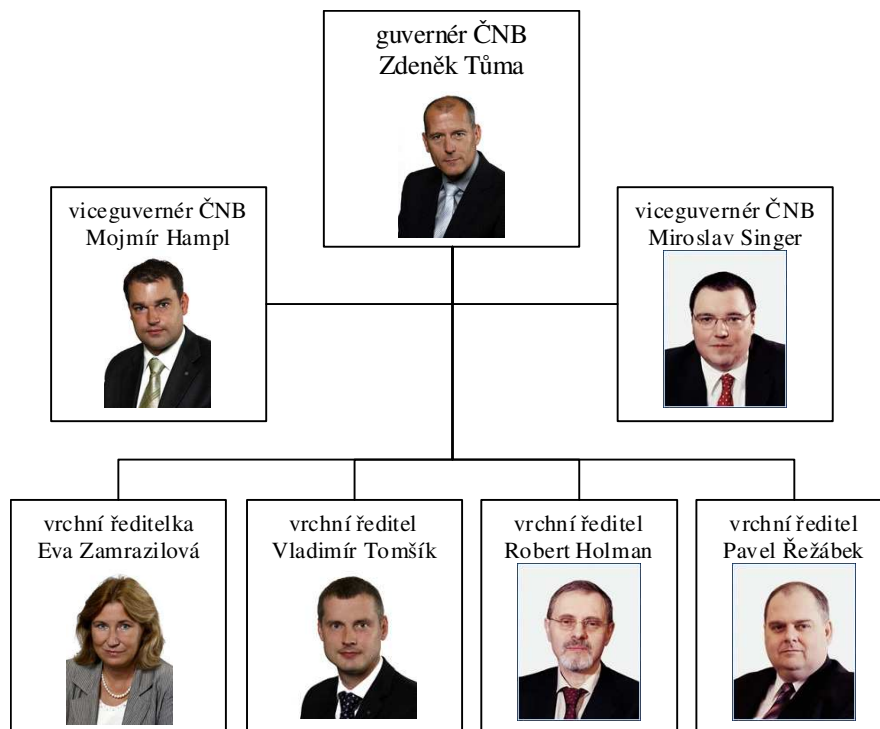 guvernér ČNB
Zdeněk Tůma
viceguvernér ČNB
Mojmír Hampl
viceguvernér ČNB
Miroslav Singer
vrchní ředitelka
Eva Zamrazilová
vrchní ředitel
Vladimír Tomšík
vrchní ředitel
Robert Holman
vrchní ředitel
Pavel Řežábek